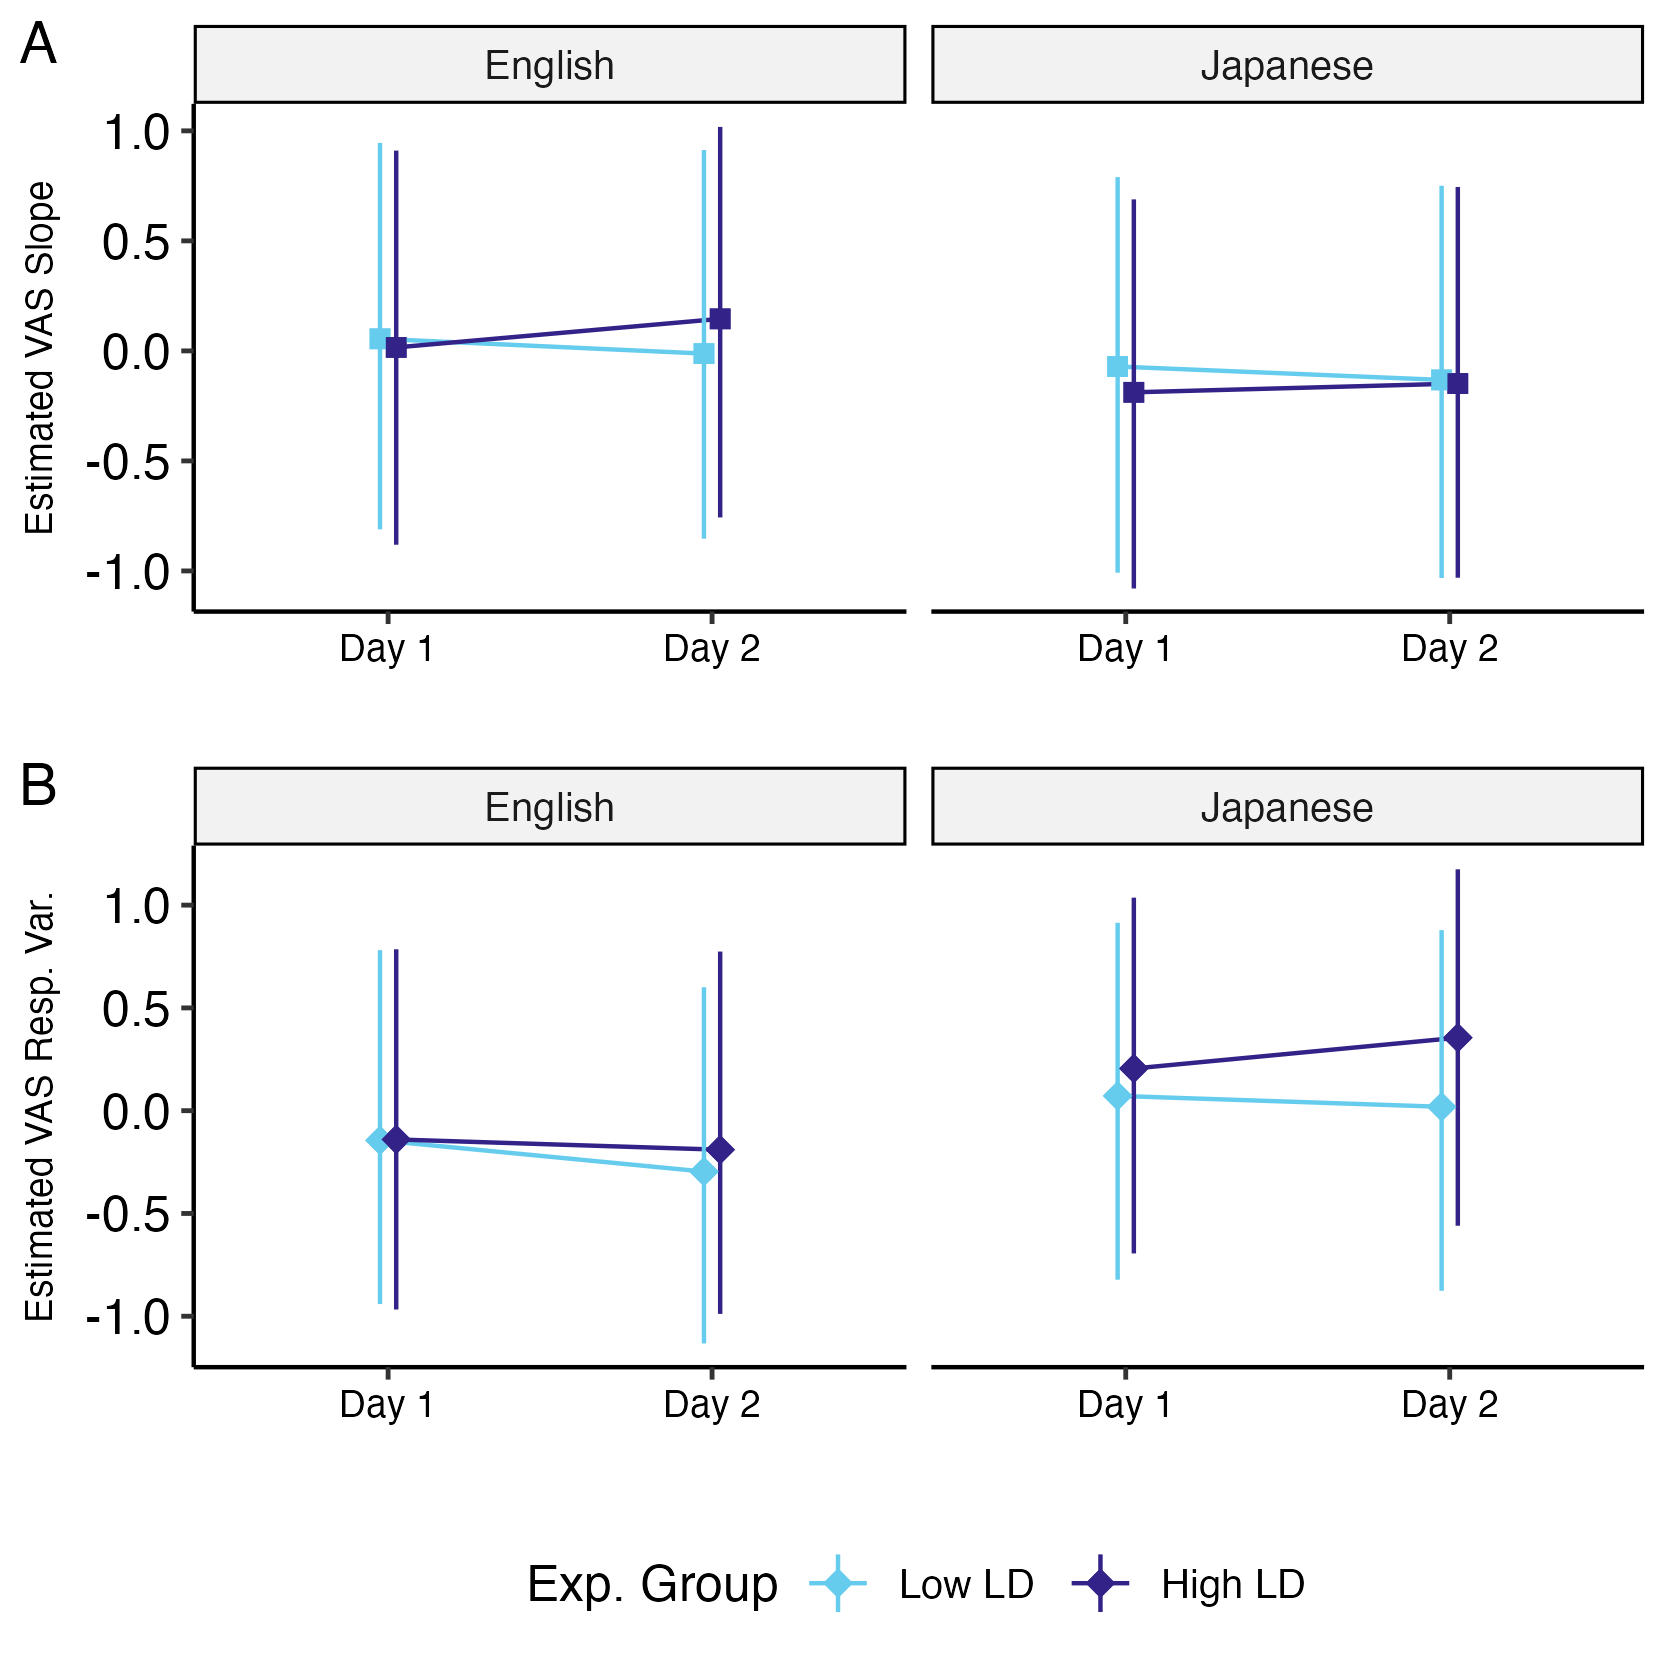 A
English
Japanese
Estimated VAS Slope
1.0
0.5
0.0
-0.5
-1.0
Day 1
Day 2
Day 1
Day 2
B
English
Japanese
Estimated VAS Resp. Var.
1.0
0.5
0.0
-0.5
-1.0
Day 1
Day 2
Day 1
Day 2
Exp. Group
Low LD
High LD